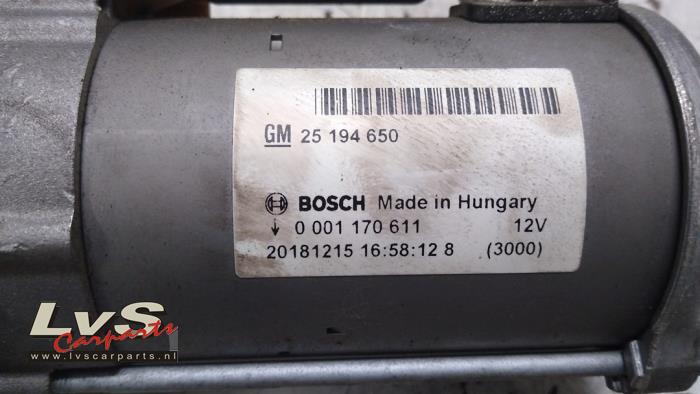 GM 25 194 650
BOSCH Made in Hungary
0 001 170 611 12V
20181215 16:58:12 8 (3000)
LvS
Carparts
www.lvscarparts.nl